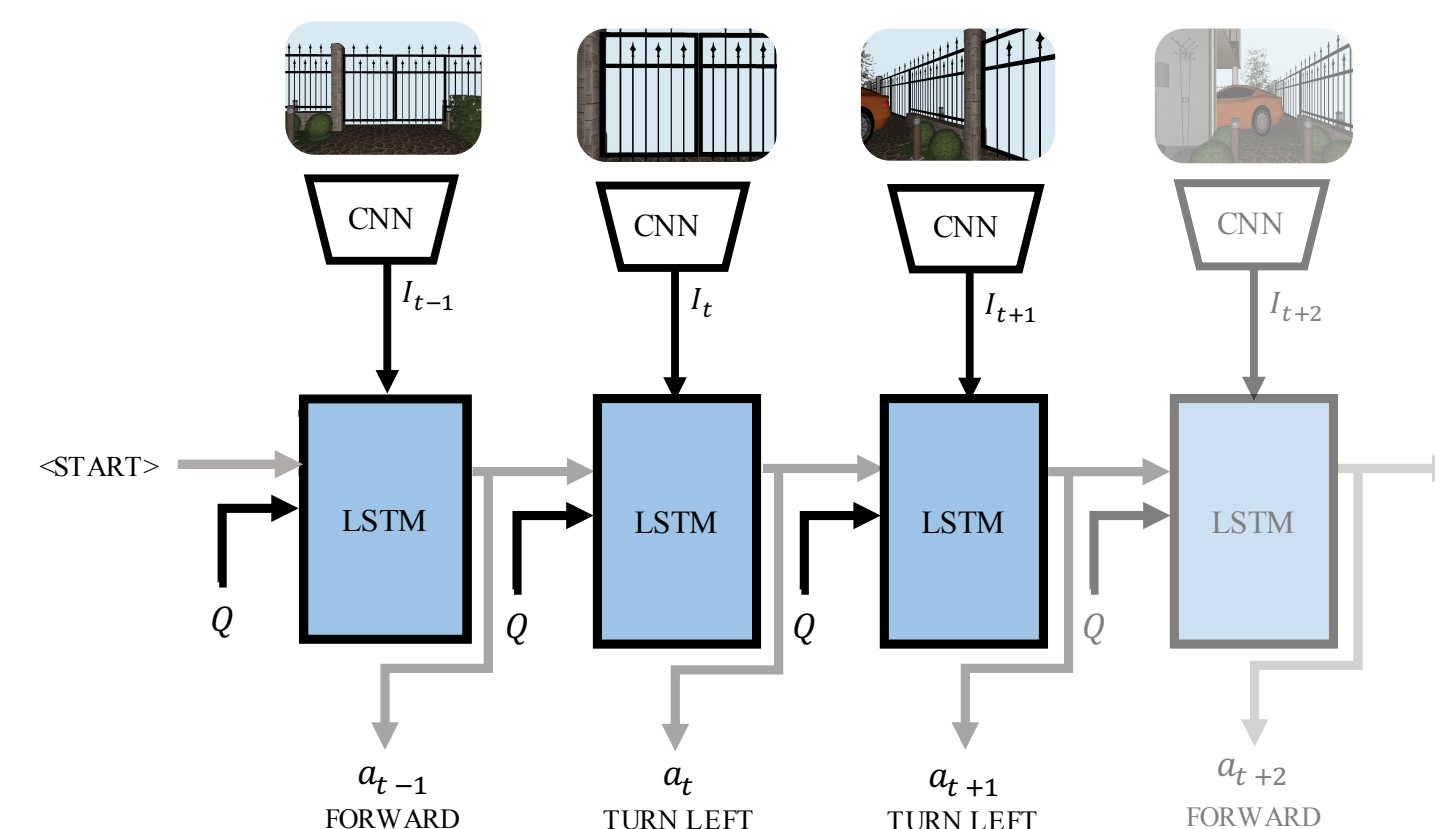 CNN CNN CNN CNN
I_{t−1} I_t I_{t+1} I_{t+2}
<START>
LSTM LSTM LSTM LSTM
Q Q Q Q
a_{t−1} a_t a_{t+1} a_{t+2}
FORWARD TURN LEFT TURN LEFT FORWARD